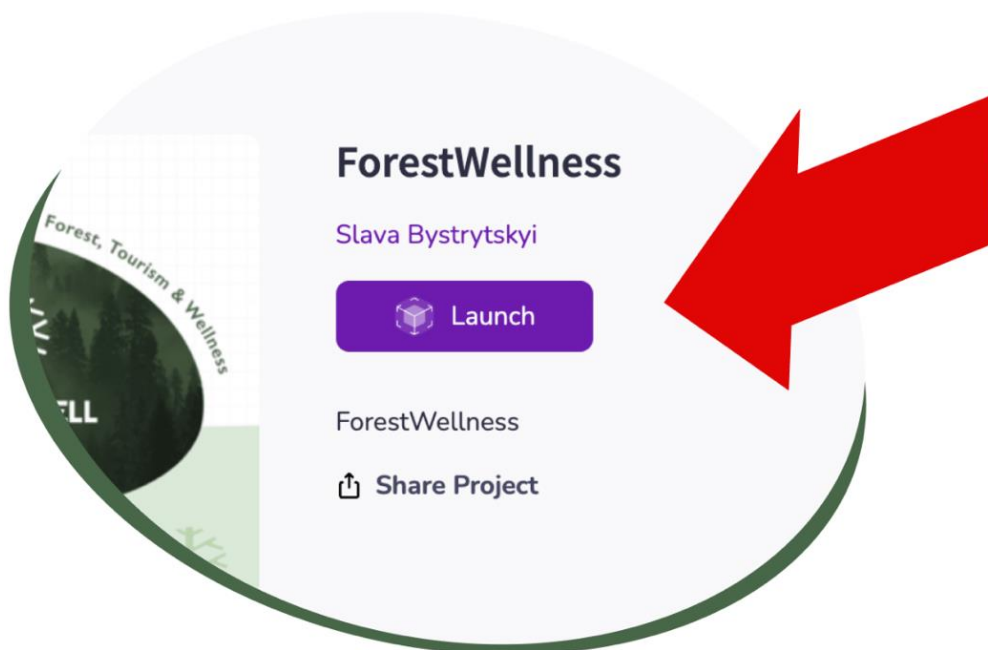 ForestWellness
Slava Bystrytskyi
Launch
ForestWellness
Share Project
Forest, Tourism & Wellness
ELL